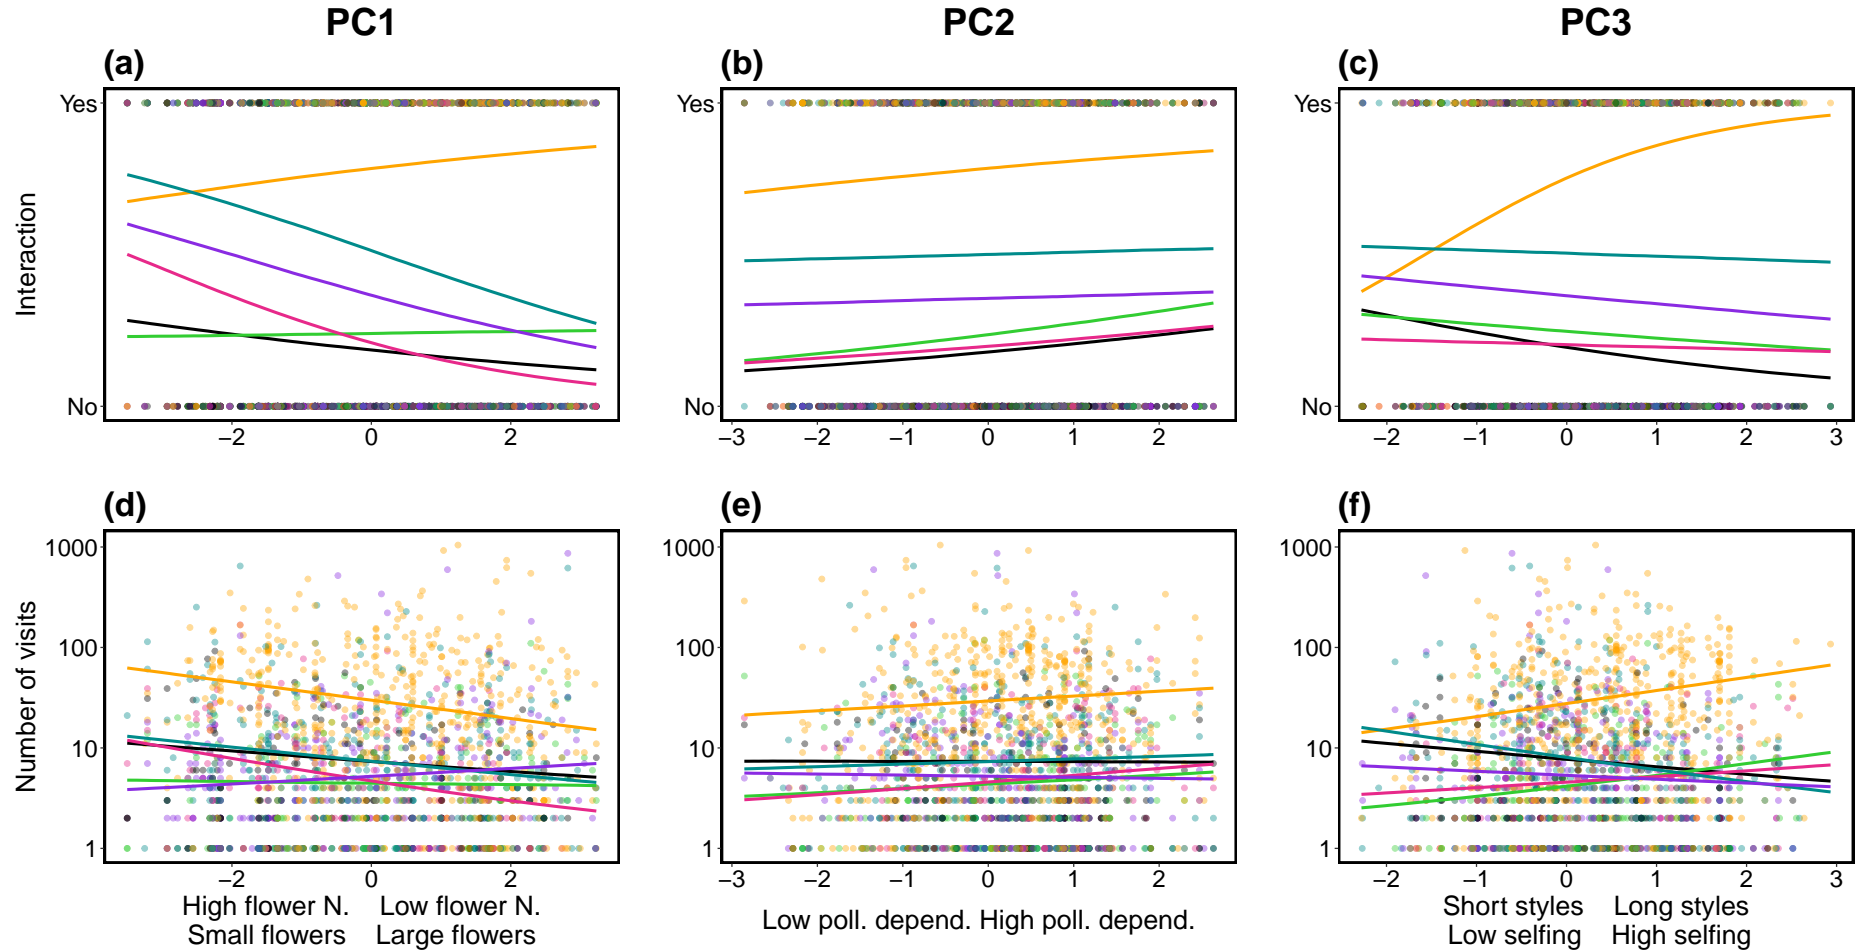 PC1 PC2 PC3
(a) (b) (c)
Interaction
Yes
No
−2 0 2
Yes
No
−3 −2 −1 0 1 2
Yes
No
−2 −1 0 1 2 3
(d) (e) (f)
Number of visits
1000
100
10
1
−2 0 2
High flower N. Low flower N.
Small flowers Large flowers
1000
100
10
1
−3 −2 −1 0 1 2
Low poll. depend. High poll. depend.
1000
100
10
1
−2 −1 0 1 2 3
Short styles Long styles
Low selfing High selfing